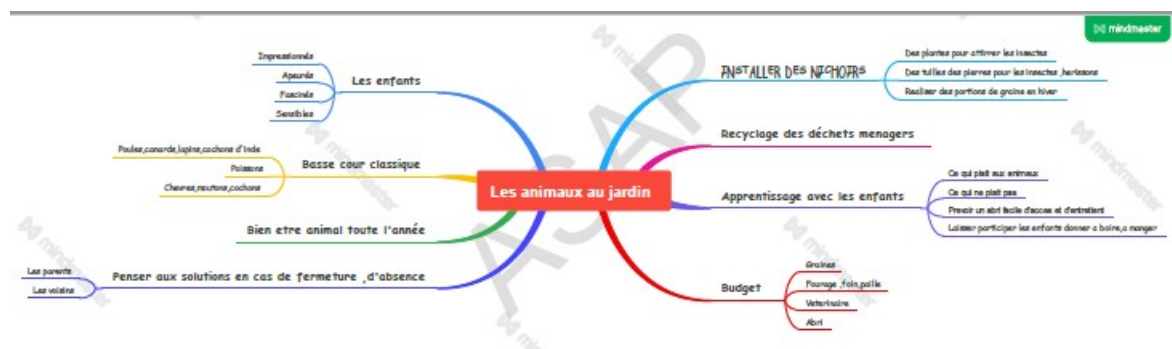 mindmaster
Les animaux au jardin
Les enfants
Impressionnés
Apeurés
Fascinés
Sensibles
Basse cour classique
Poules,canards,lapins,cochons d'inde
Poissons
Chevres,moutons,cochons
Bien etre animal toute l'année
Penser aux solutions en cas de fermeture ,d'absence
Les parents
Les voisins
INSTALLER DES NICHOIRS
Des plantes pour attirrer les insectes
Des tuilles des pierres pour les insectes ,herissons
Realiser des portions de graine en hiver
Recyclage des déchets menagers
Apprentissage avec les enfants
Ce qui plait aux animaux
Ce qui ne plait pas
Prevoir un abri facile d'acces et d'entretient
Laisser participer les enfants donner a boire,a manger
Budget
Graines
Fourage ,foin,paille
Veterinaire
Abri
ASAP